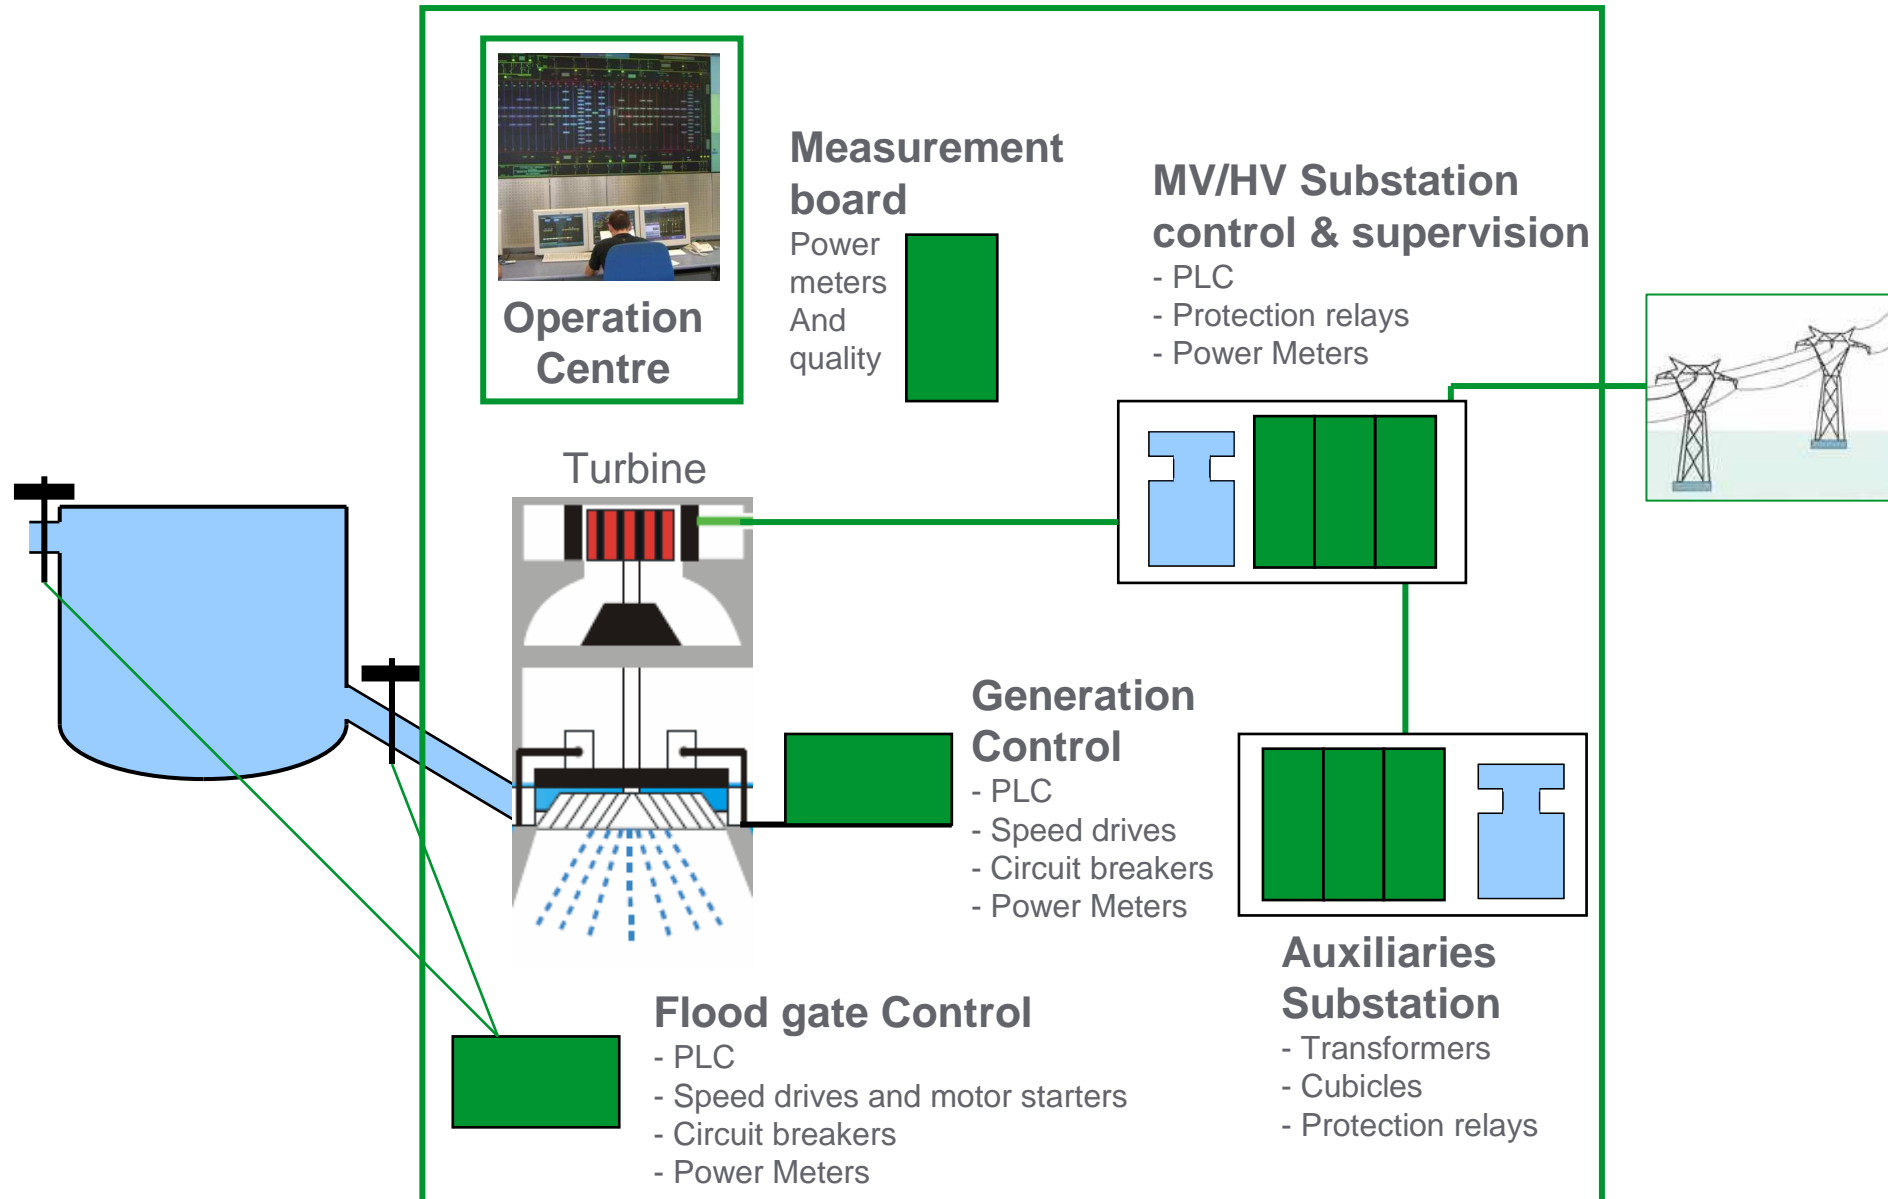 Operation
Centre
Measurement
board
Power
meters
And
quality
MV/HV Substation
control & supervision
- PLC
- Protection relays
- Power Meters
Turbine
Generation
Control
- PLC
- Speed drives
- Circuit breakers
- Power Meters
Auxiliaries
Substation
- Transformers
- Cubicles
- Protection relays
Flood gate Control
- PLC
- Speed drives and motor starters
- Circuit breakers
- Power Meters